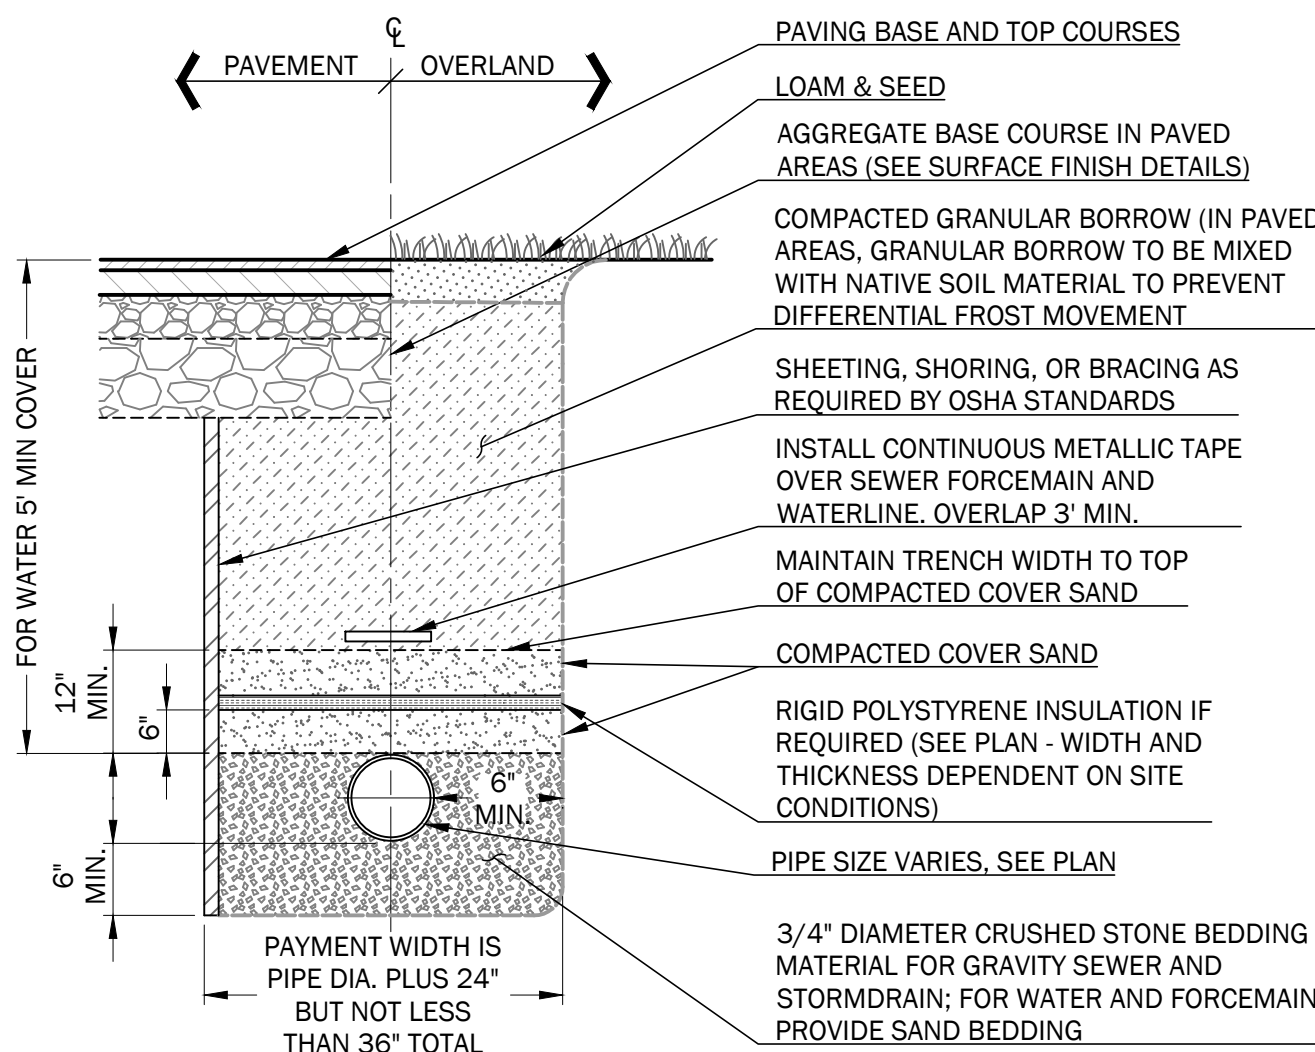 ℄
PAVEMENT
OVERLAND
PAVING BASE AND TOP COURSES
LOAM & SEED
AGGREGATE BASE COURSE IN PAVED
AREAS (SEE SURFACE FINISH DETAILS)
COMPACTED GRANULAR BORROW (IN PAVED
AREAS, GRANULAR BORROW TO BE MIXED
WITH NATIVE SOIL MATERIAL TO PREVENT
DIFFERENTIAL FROST MOVEMENT
SHEETING, SHORING, OR BRACING AS
REQUIRED BY OSHA STANDARDS
INSTALL CONTINUOUS METALLIC TAPE
OVER SEWER FORCEMAIN AND
WATERLINE. OVERLAP 3' MIN.
MAINTAIN TRENCH WIDTH TO TOP
OF COMPACTED COVER SAND
COMPACTED COVER SAND
RIGID POLYSTYRENE INSULATION IF
REQUIRED (SEE PLAN - WIDTH AND
THICKNESS DEPENDENT ON SITE
CONDITIONS)
PIPE SIZE VARIES, SEE PLAN
3/4" DIAMETER CRUSHED STONE BEDDING
MATERIAL FOR GRAVITY SEWER AND
STORMDRAIN; FOR WATER AND FORCEMAIN
PROVIDE SAND BEDDING
FOR WATER 5' MIN COVER
12"
MIN.
6"
6"
MIN.
6"
MIN.
PAYMENT WIDTH IS
PIPE DIA. PLUS 24"
BUT NOT LESS
THAN 36" TOTAL